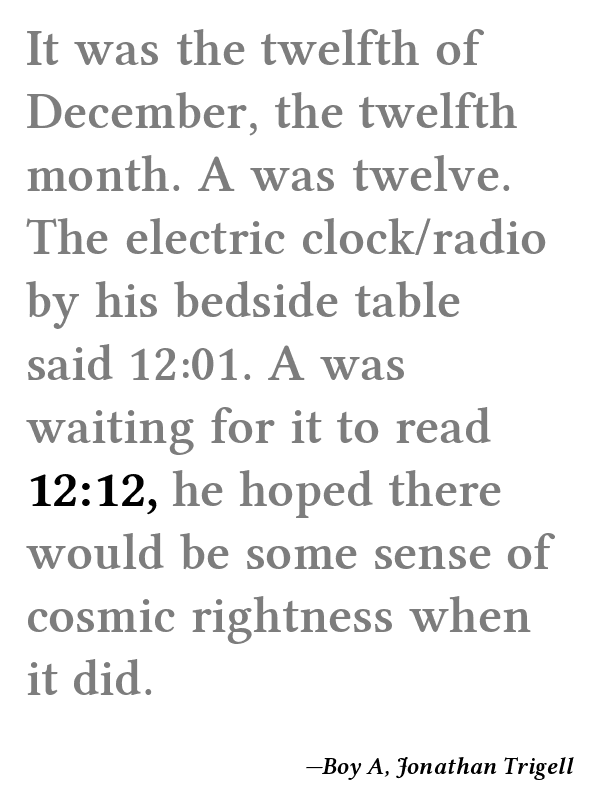 It was the twelfth of
December, the twelfth
month. A was twelve.
The electric clock/radio
by his bedside table
said 12:01. A was
waiting for it to read
12:12, he hoped there
would be some sense of
cosmic rightness when
it did.
—Boy A, Jonathan Trigell